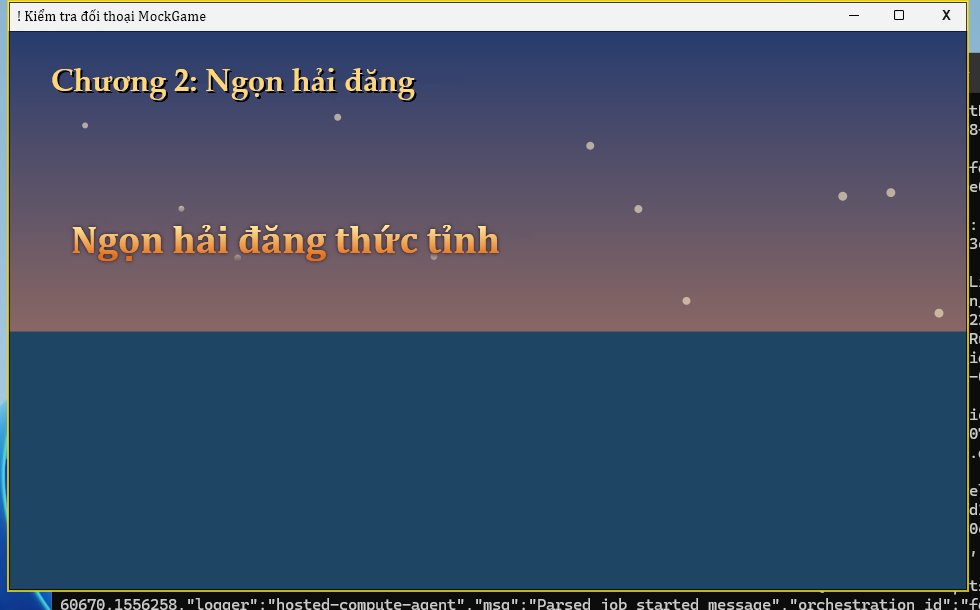 ! Kiểm tra đối thoại MockGame
Chương 2: Ngọn hải đăng
Ngọn hải đăng thức tỉnh
60670.1556258,"logger":"hosted-compute-agent","msg":"Parsed job started message","orchestration_id":"f